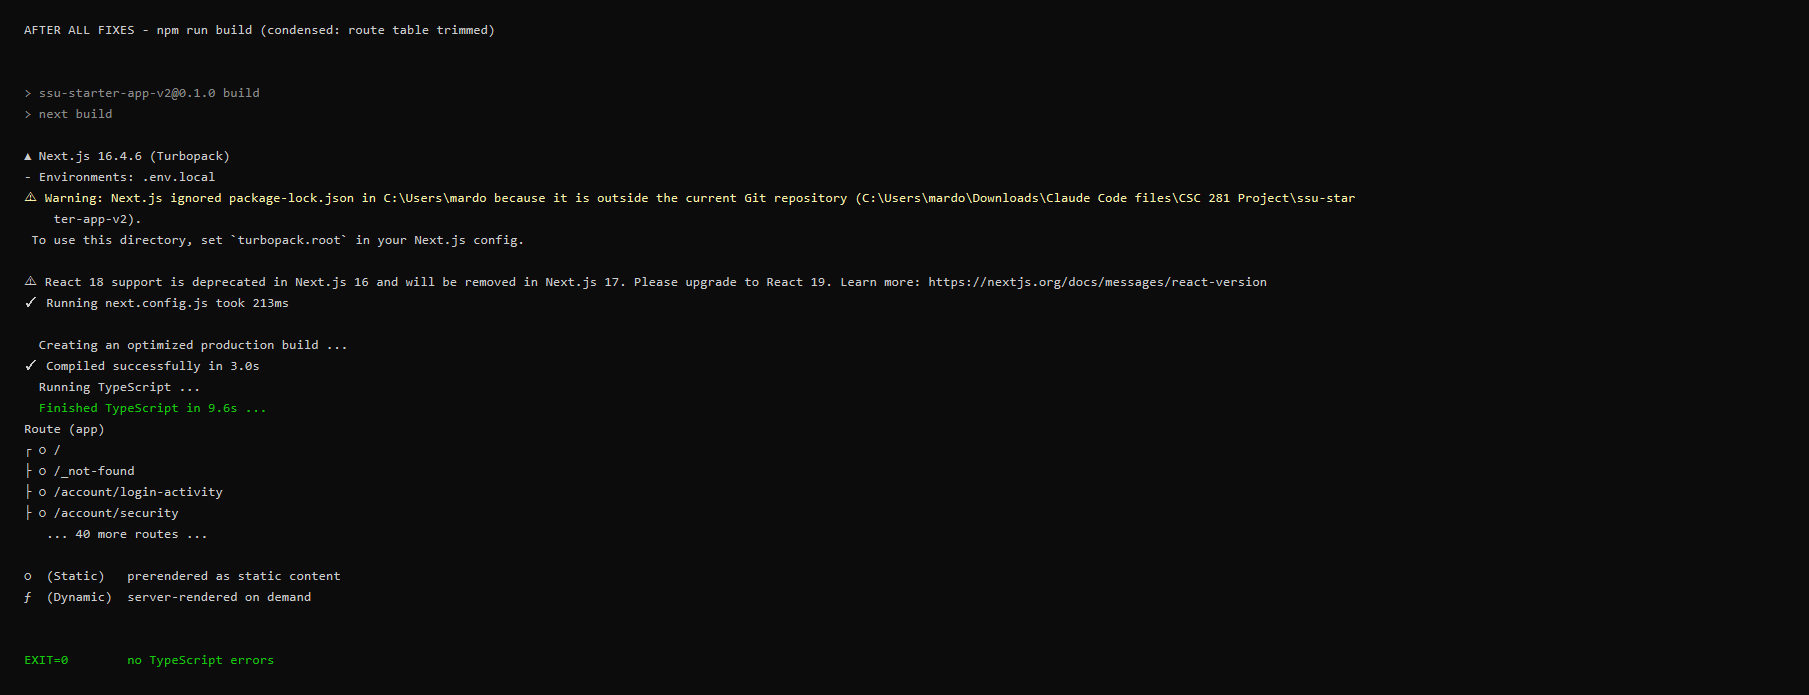 AFTER ALL FIXES - npm run build (condensed: route table trimmed)
> ssu-starter-app-v2@0.1.0 build
> next build
▲ Next.js 16.4.6 (Turbopack)
- Environments: .env.local
⚠ Warning: Next.js ignored package-lock.json in C:\Users\mardo because it is outside the current Git repository (C:\Users\mardo\Downloads\Claude Code files\CSC 281 Project\ssu-star
ter-app-v2).
To use this directory, set `turbopack.root` in your Next.js config.
⚠ React 18 support is deprecated in Next.js 16 and will be removed in Next.js 17. Please upgrade to React 19. Learn more: https://nextjs.org/docs/messages/react-version
✓ Running next.config.js took 213ms
Creating an optimized production build ...
✓ Compiled successfully in 3.0s
Running TypeScript ...
Finished TypeScript in 9.6s ...
Route (app)
┌ ○ /
├ ○ /_not-found
├ ○ /account/login-activity
├ ○ /account/security
... 40 more routes ...
○ (Static) prerendered as static content
ƒ (Dynamic) server-rendered on demand
EXIT=0 no TypeScript errors